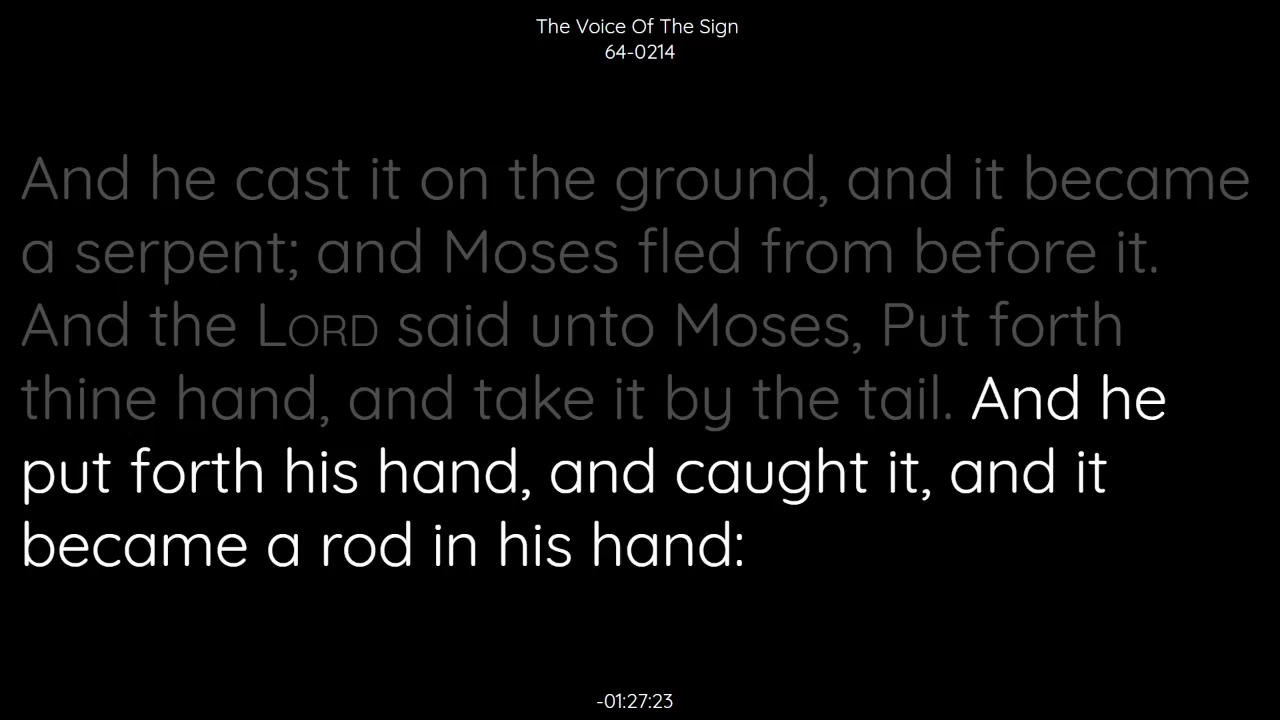 The Voice Of The Sign
64-0214
And he cast it on the ground, and it became
a serpent; and Moses fled from before it.
And the LORD said unto Moses, Put forth
thine hand, and take it by the tail. And he
put forth his hand, and caught it, and it
became a rod in his hand:
-01:27:23